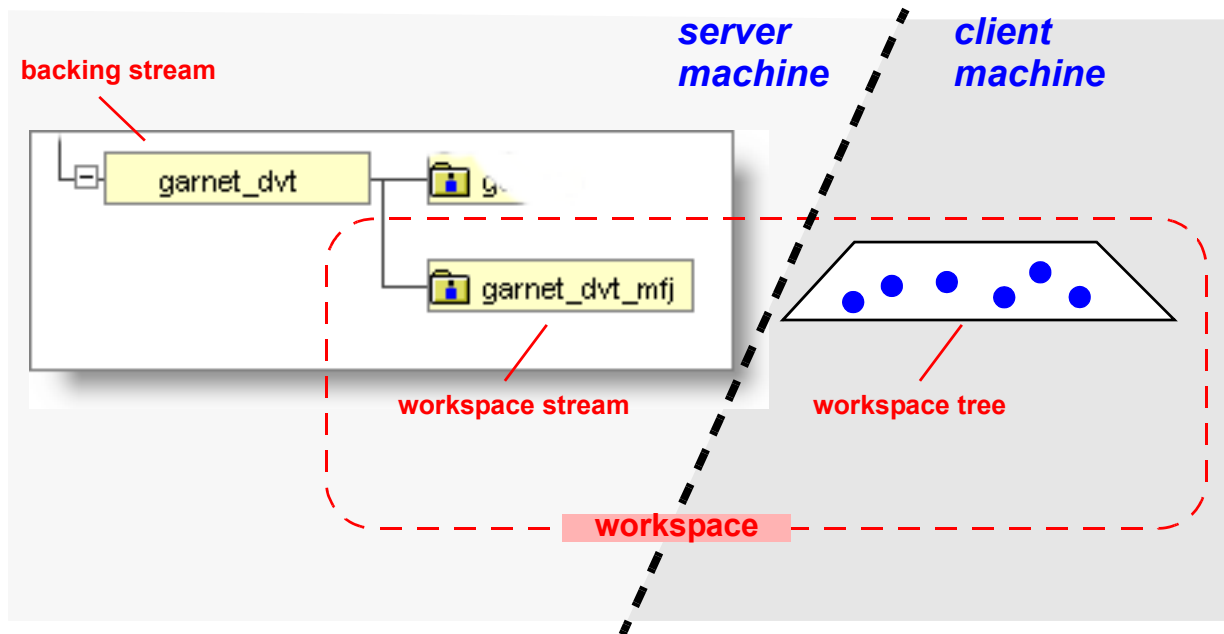 server
machine
client
machine
backing stream
garnet_dvt
garnet_dvt_mfj
workspace stream
workspace tree
workspace